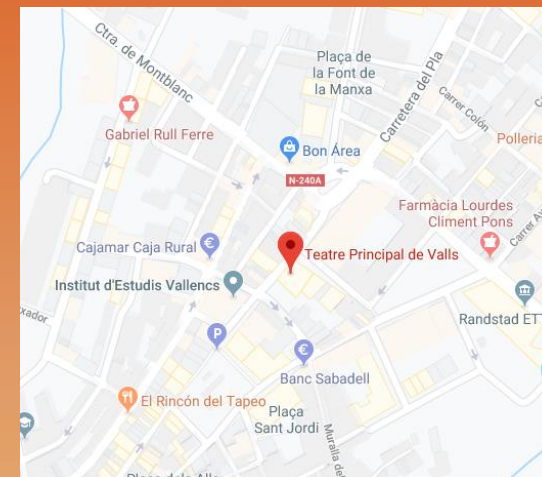 Ctra. de Montblanc
Plaça de
la Font de
la Manxa
Carretera del Pla
Carrer Colón
Gabriel Rull Ferre
Bon Àrea
Polleria
N-240A
Farmàcia Lourdes
Climent Pons
Cajamar Caja Rural
Teatre Principal de Valls
Institut d'Estudis Vallencs
Randstad ETT
P
Banc Sabadell
El Rincón del Tapeo
Plaça
Sant Jordi